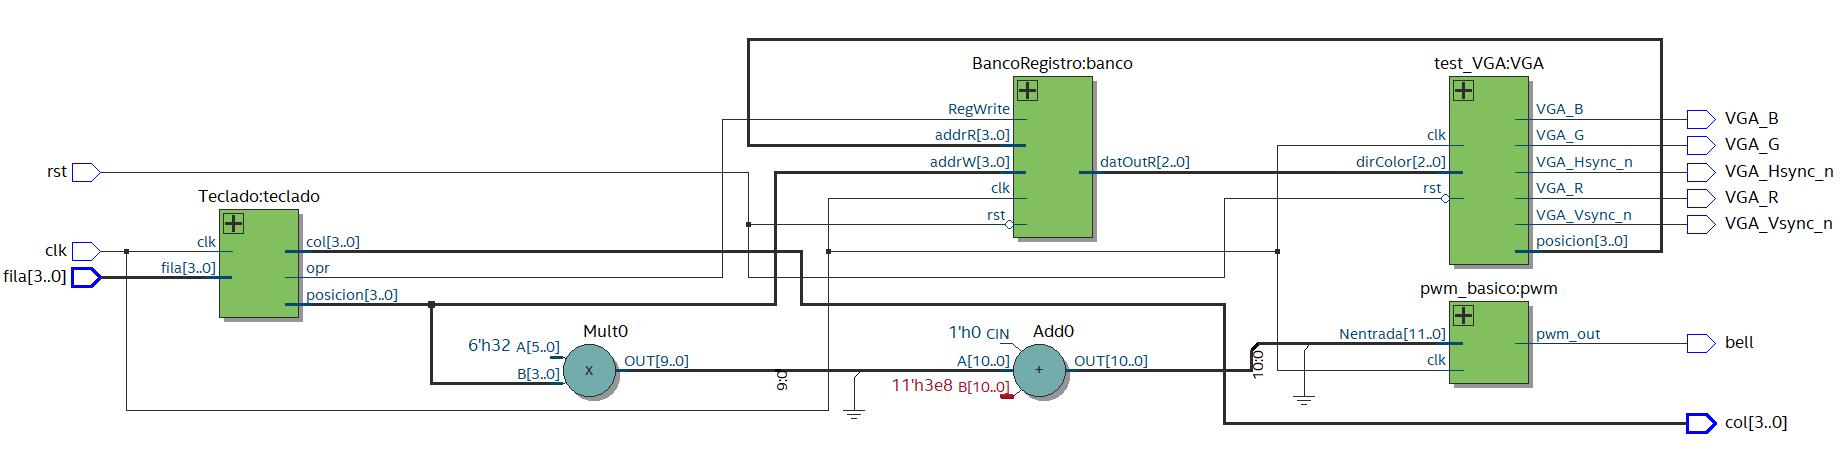 rst
clk
fila[3..0]
Teclado:teclado
clk
fila[3..0]
col[3..0]
opr
posicion[3..0]
Mult0
6'h32 A[5..0]
B[3..0]
x
OUT[9..0]
9:0
Add0
1'h0 CIN
A[10..0]
11'h3e8 B[10..0]
+
OUT[10..0]
10:0
BancoRegistro:banco
RegWrite
addrR[3..0]
addrW[3..0]
clk
rst
datOutR[2..0]
test_VGA:VGA
clk
dirColor[2..0]
rst
VGA_B
VGA_G
VGA_Hsync_n
VGA_R
VGA_Vsync_n
posicion[3..0]
pwm_basico:pwm
Nentrada[11..0]
clk
pwm_out
VGA_B
VGA_G
VGA_Hsync_n
VGA_R
VGA_Vsync_n
bell
col[3..0]